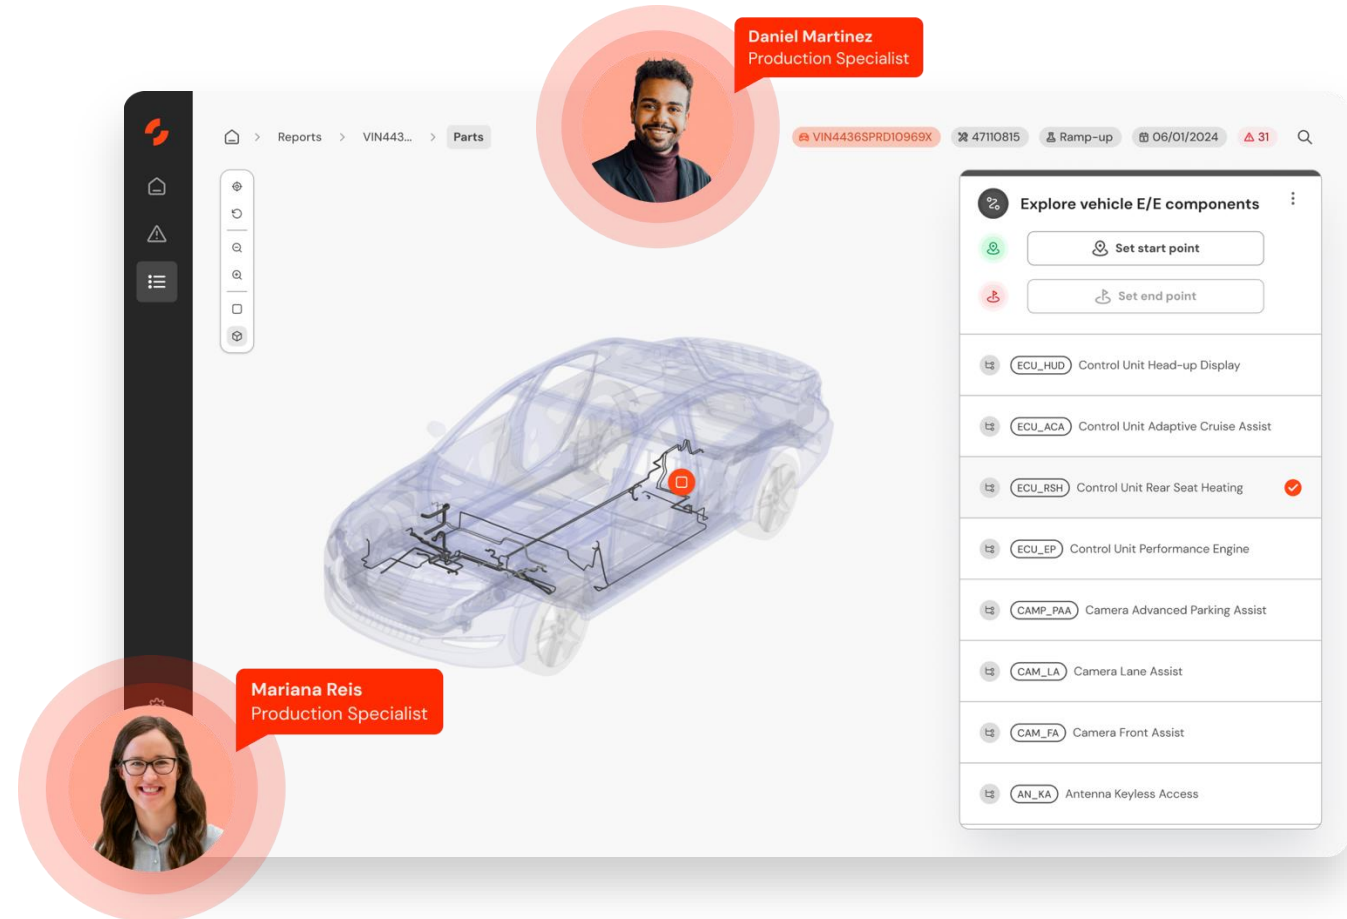 Daniel Martinez
Production Specialist
Reports > VIN443... > Parts
VIN4436SPRD10969X
47110815
Ramp-up
06/01/2024
31
Explore vehicle E/E components
Set start point
Set end point
ECU_HUD Control Unit Head-up Display
ECU_ACA Control Unit Adaptive Cruise Assist
ECU_RSH Control Unit Rear Seat Heating
ECU_EP Control Unit Performance Engine
CAMP_PAA Camera Advanced Parking Assist
CAM_LA Camera Lane Assist
CAM_FA Camera Front Assist
AN_KA Antenna Keyless Access
Mariana Reis
Production Specialist